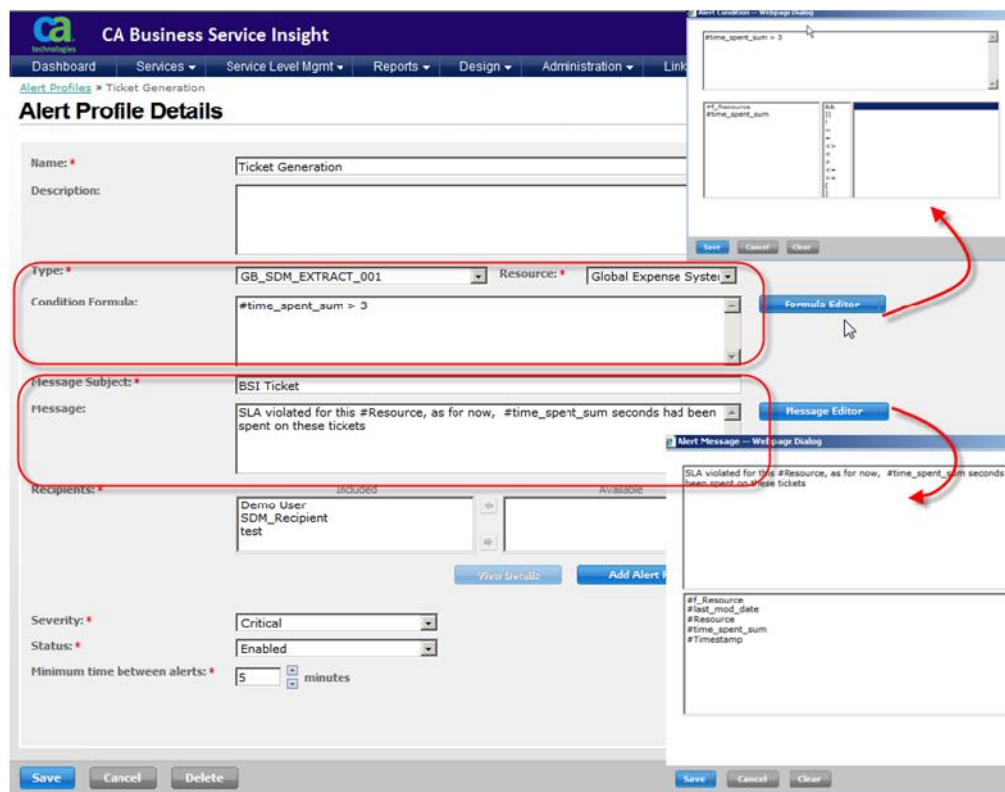 ca
technologies
CA Business Service Insight
Dashboard Services Service Level Mgmt Reports Design Administration
Alert Profiles » Ticket Generation
Alert Profile Details
Name: *
Ticket Generation
Description:
Type: *
GB_SDM_EXTRACT_001
Resource: *
Global Expense System
Condition Formula:
#time_spent_sum > 3
Formula Editor
Message Subject: *
BSI Ticket
Message:
SLA violated for this #Resource, as for now, #time_spent_sum seconds had been
spent on these tickets
Message Editor
Recipients: *
Included
Available
Demo User
SDM_Recipient
test
View Details
Add Alert
Severity: *
Critical
Status: *
Enabled
Minimum time between alerts: *
5
minutes
Save Cancel Delete
Alert Condition -- Webpage Dialog
#time_spent_sum > 3
#f_Resource
#time_spent_sum
&&
||
!
~
=
<>
<
>
<=
>=
(
)
Save Cancel Clear
Alert Message -- Webpage Dialog
SLA violated for this #Resource, as for now, #time_spent_sum seconds
been spent on these tickets
#f_Resource
#last_mod_date
#Resource
#time_spent_sum
#Timestamp
Save Cancel Clear